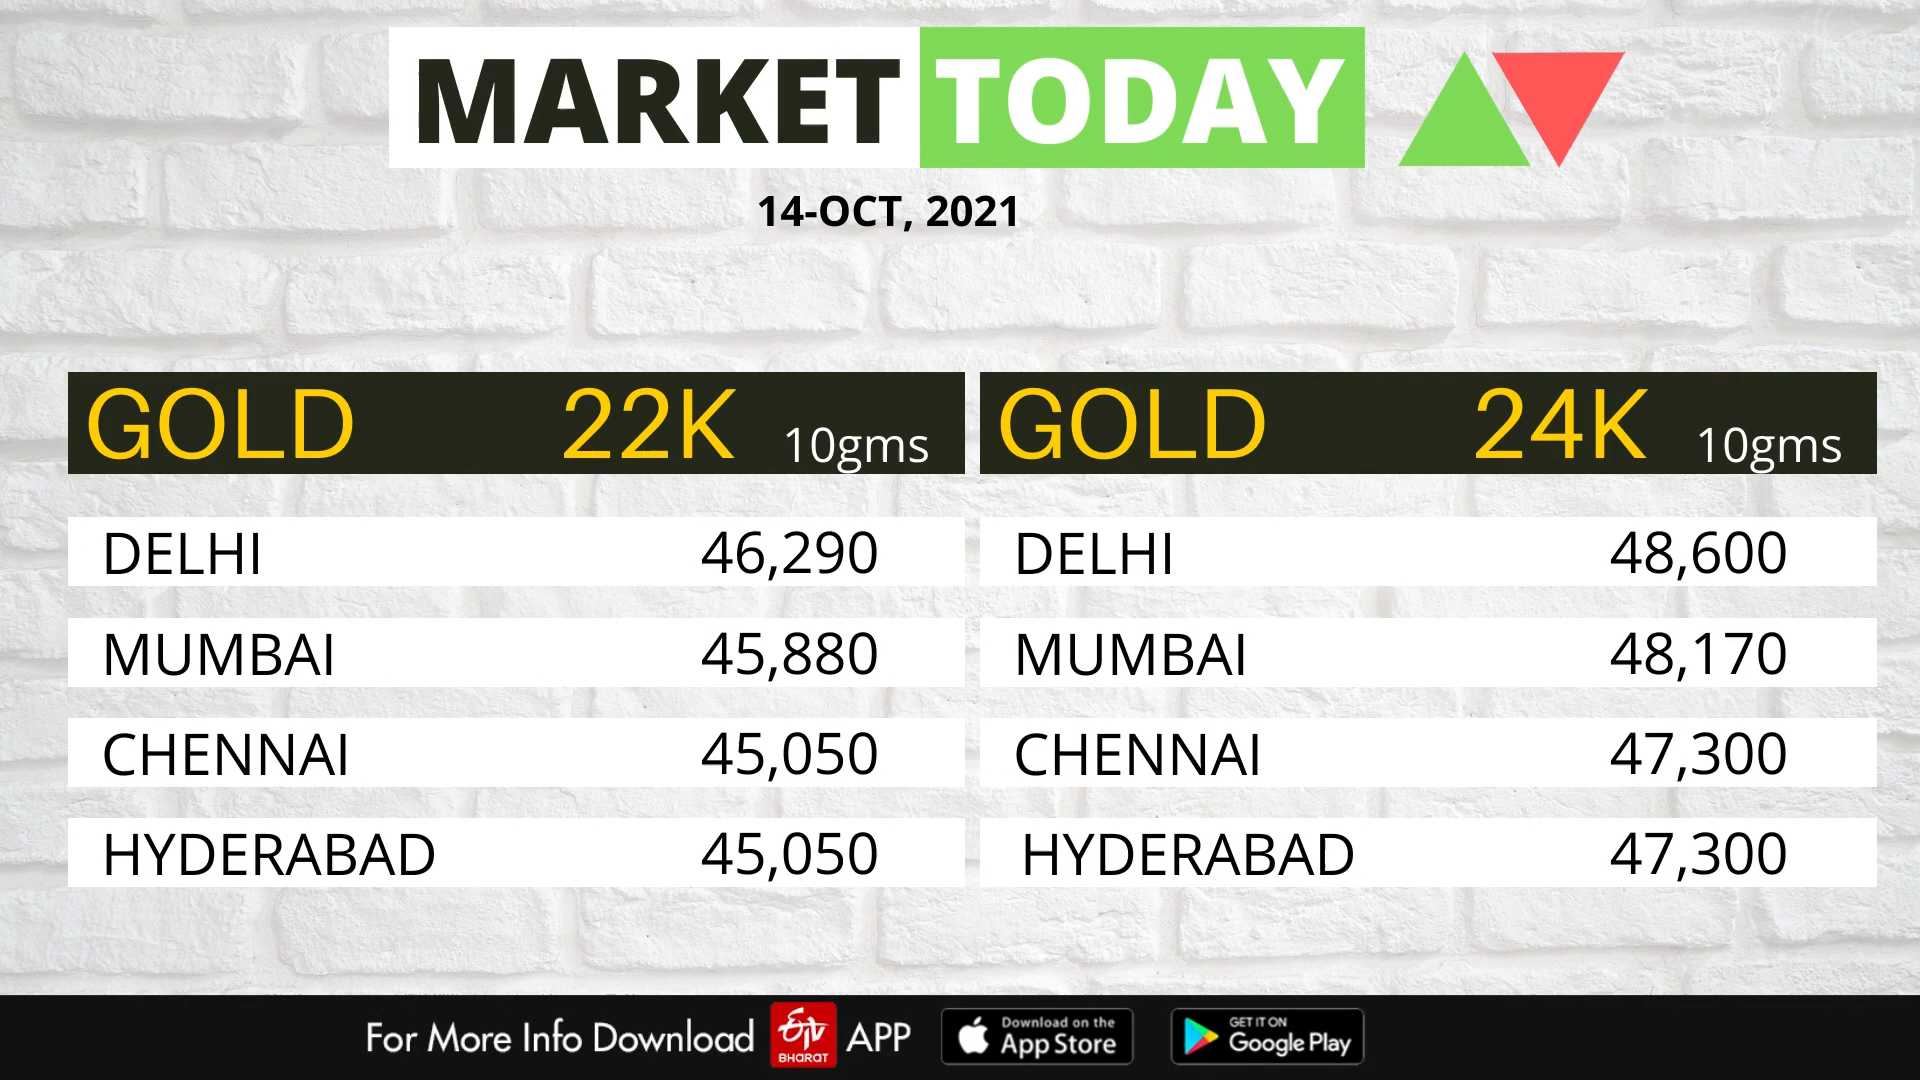 MARKET TODAY
14-OCT, 2021
GOLD 22K 10gms
DELHI 46,290
MUMBAI 45,880
CHENNAI 45,050
HYDERABAD 45,050
GOLD 24K 10gms
DELHI 48,600
MUMBAI 48,170
CHENNAI 47,300
HYDERABAD 47,300
For More Info Download ETV BHARAT APP
Download on the
App Store
GET IT ON
Google Play